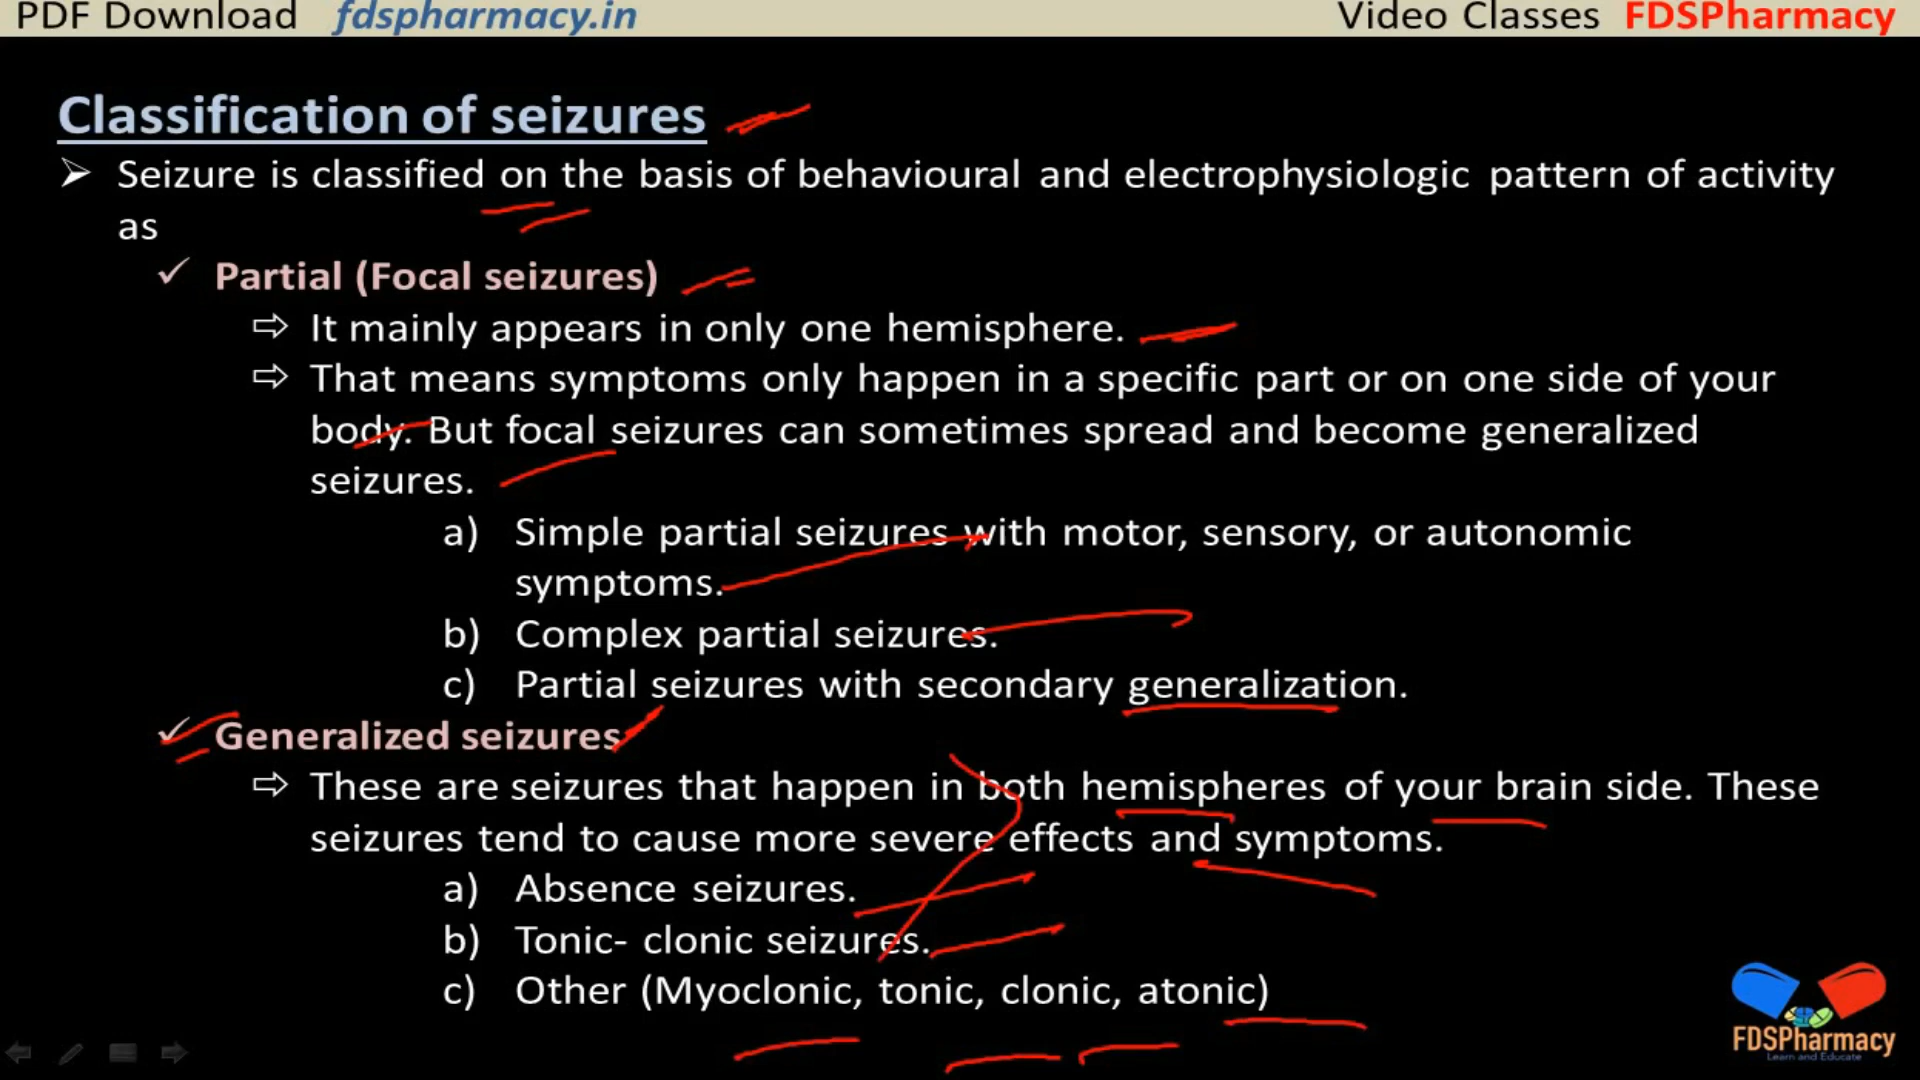 PDF Download fdspharmacy.in Video Classes FDSPharmacy
Classification of seizures
Seizure is classified on the basis of behavioural and electrophysiologic pattern of activity
as
Partial (Focal seizures)
It mainly appears in only one hemisphere.
That means symptoms only happen in a specific part or on one side of your
body. But focal seizures can sometimes spread and become generalized
seizures.
a) Simple partial seizures with motor, sensory, or autonomic
symptoms.
b) Complex partial seizures.
c) Partial seizures with secondary generalization.
Generalized seizures
These are seizures that happen in both hemispheres of your brain side. These
seizures tend to cause more severe effects and symptoms.
a) Absence seizures.
b) Tonic- clonic seizures.
c) Other (Myoclonic, tonic, clonic, atonic)
FDSPharmacy
Learn and Educate